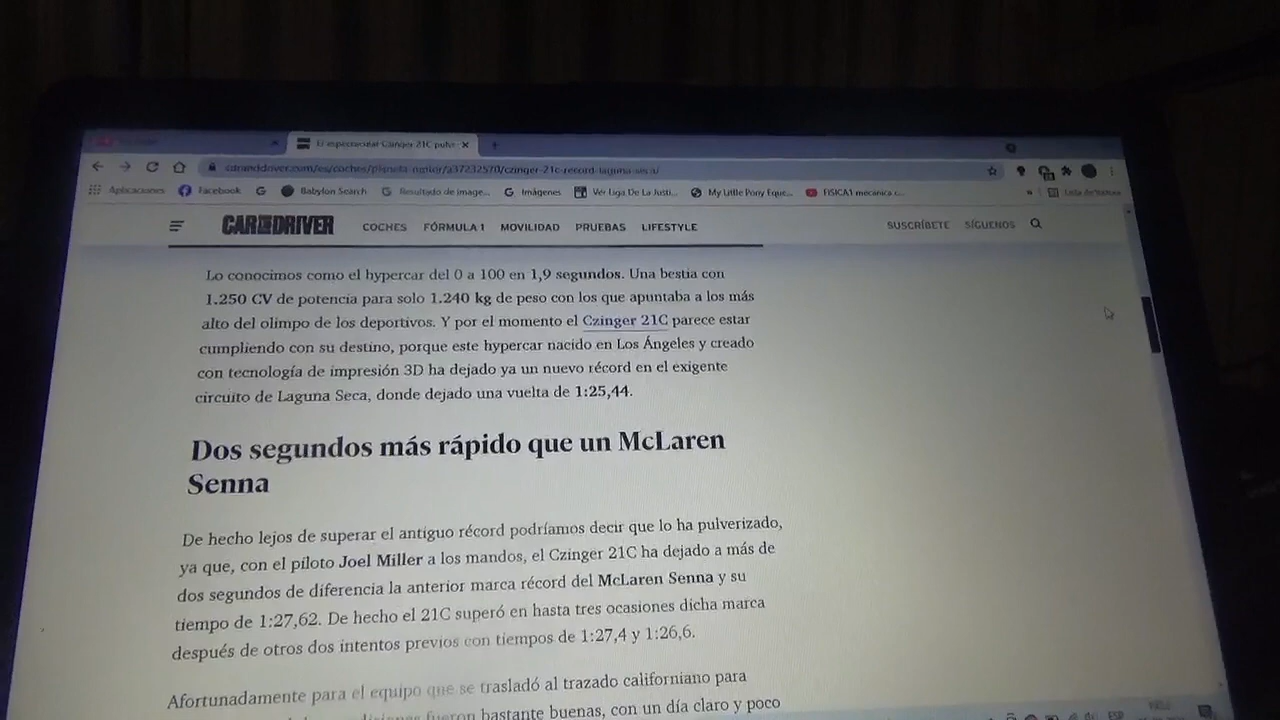 El espectacular Czinger 21C pulve
caranddriver.com/es/coches/planeta-motor/a37232570/czinger-21c-record-laguna-seca/
Aplicaciones Facebook Babylon Search Resultado de image... Imágenes Ver Liga De La Justi... My Little Pony Eque... FISICA1 mecanica c... » Lista de lectura
CAR AND DRIVER COCHES FÓRMULA 1 MOVILIDAD PRUEBAS LIFESTYLE SUSCRÍBETE SÍGUENOS
Lo conocimos como el hypercar del 0 a 100 en 1,9 segundos. Una bestia con
1.250 CV de potencia para solo 1.240 kg de peso con los que apuntaba a los más
alto del olimpo de los deportivos. Y por el momento el Czinger 21C parece estar
cumpliendo con su destino, porque este hypercar nacido en Los Ángeles y creado
con tecnología de impresión 3D ha dejado ya un nuevo récord en el exigente
circuito de Laguna Seca, donde dejado una vuelta de 1:25,44.
Dos segundos más rápido que un McLaren
Senna
De hecho lejos de superar el antiguo récord podríamos decir que lo ha pulverizado,
ya que, con el piloto Joel Miller a los mandos, el Czinger 21C ha dejado a más de
dos segundos de diferencia la anterior marca récord del McLaren Senna y su
tiempo de 1:27,62. De hecho el 21C superó en hasta tres ocasiones dicha marca
después de otros dos intentos previos con tiempos de 1:27,4 y 1:26,6.
Afortunadamente para el equipo que se trasladó al trazado californiano para
fueron bastante buenas, con un día claro y poco
ESP